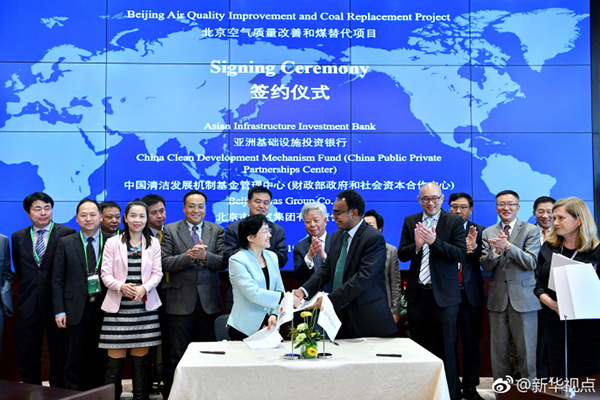 Beijing Air Quality Improvement and Coal Replacement Project
北京空气质量改善和煤替代项目
Signing Ceremony
签约仪式
Asian Infrastructure Investment Bank
亚洲基础设施投资银行
China Clean Development Mechanism Fund (China Public Private
Partnerships Center)
中国清洁发展机制基金管理中心(财政部政府和社会资本合作中心)
Beijing Gas Group Co.
北京市
@新华视点